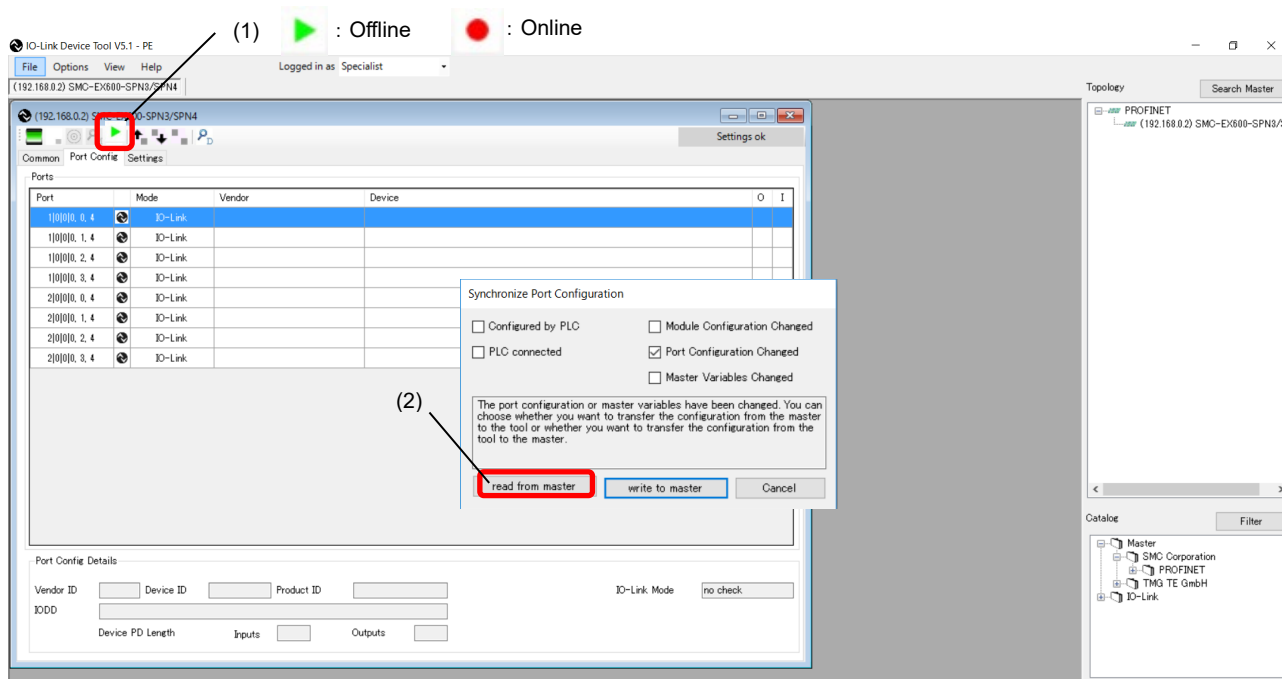 (1)
: Offline
: Online
IO-Link Device Tool V5.1 - PE
File Options View Help
Logged in as Specialist
(192.168.0.2) SMC-EX600-SPN3/SPN4
Topology
Search Master
PROFINET
(192.168.0.2) SMC-EX600-SPN3/S
(192.168.0.2) SMC-EX600-SPN3/SPN4
Settings ok
Common Port Config Settings
Ports
Port Mode Vendor Device O I
1|0|0|0, 0, 4 IO-Link
1|0|0|0, 1, 4 IO-Link
1|0|0|0, 2, 4 IO-Link
1|0|0|0, 3, 4 IO-Link
2|0|0|0, 0, 4 IO-Link
2|0|0|0, 1, 4 IO-Link
2|0|0|0, 2, 4 IO-Link
2|0|0|0, 3, 4 IO-Link
Synchronize Port Configuration
Configured by PLC
Module Configuration Changed
PLC connected
Port Configuration Changed
Master Variables Changed
(2)
The port configuration or master variables have been changed. You can
choose whether you want to transfer the configuration from the master
to the tool or whether you want to transfer the configuration from the
tool to the master.
read from master
write to master
Cancel
Catalog
Filter
Master
SMC Corporation
PROFINET
TMG TE GmbH
IO-Link
Port Config Details
Vendor ID Device ID Product ID IO-Link Mode no check
IODD
Device PD Length Inputs Outputs